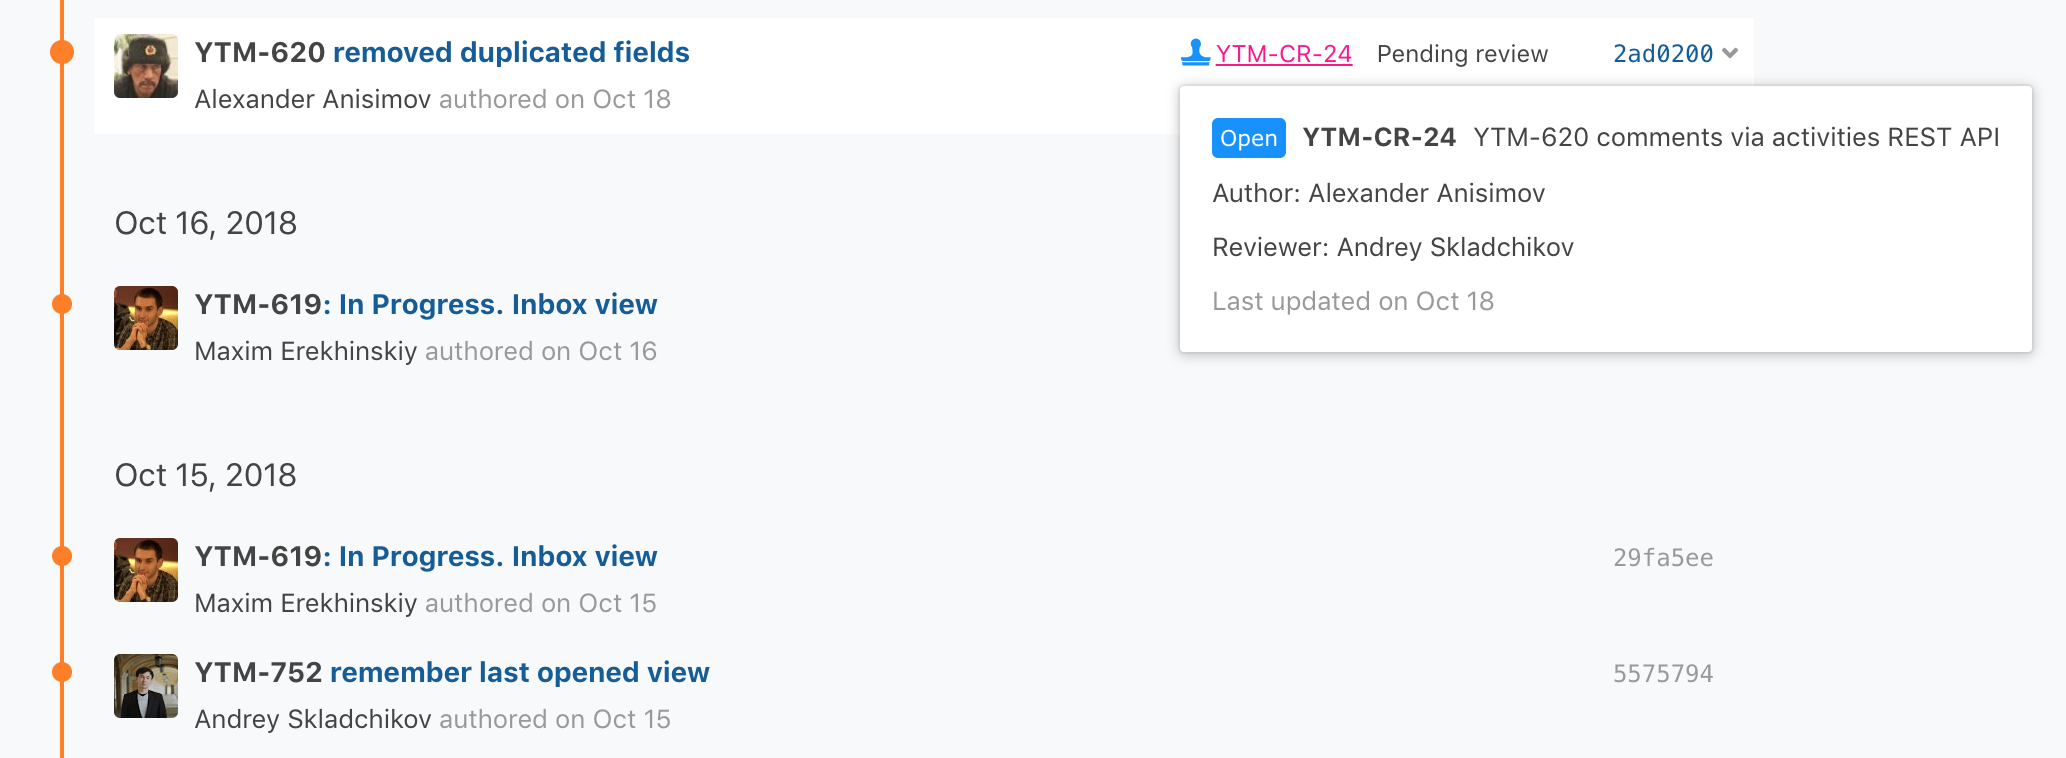 YTM-620 removed duplicated fields
YTM-CR-24 Pending review 2ad0200
Alexander Anisimov authored on Oct 18
Open YTM-CR-24 YTM-620 comments via activities REST API
Author: Alexander Anisimov
Reviewer: Andrey Skladchikov
Last updated on Oct 18
Oct 16, 2018
YTM-619: In Progress. Inbox view
Maxim Erekhinskiy authored on Oct 16
Oct 15, 2018
YTM-619: In Progress. Inbox view
29fa5ee
Maxim Erekhinskiy authored on Oct 15
YTM-752 remember last opened view
5575794
Andrey Skladchikov authored on Oct 15